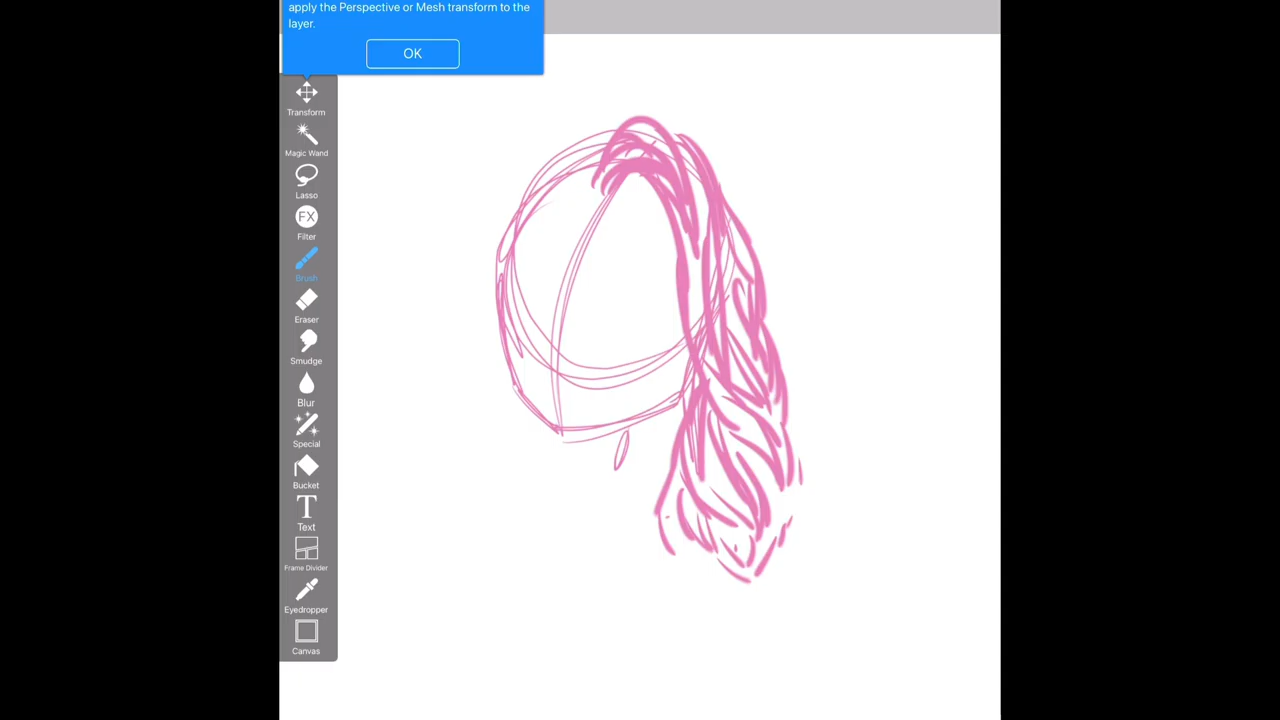 apply the Perspective or Mesh transform to the
layer.
OK
Transform
Magic Wand
Lasso
FX
Filter
Brush
Eraser
Smudge
Blur
Special
Bucket
T
Text
Frame Divider
Eyedropper
Canvas